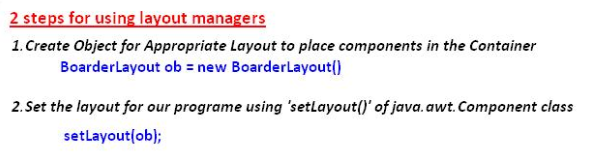 2 steps for using layout managers
1.Create Object for Appropriate Layout to place components in the Container
BoarderLayout ob = new BoarderLayout()
2.Set the layout for our programe using 'setLayout()' of java.awt.Component class
setLayout(ob);